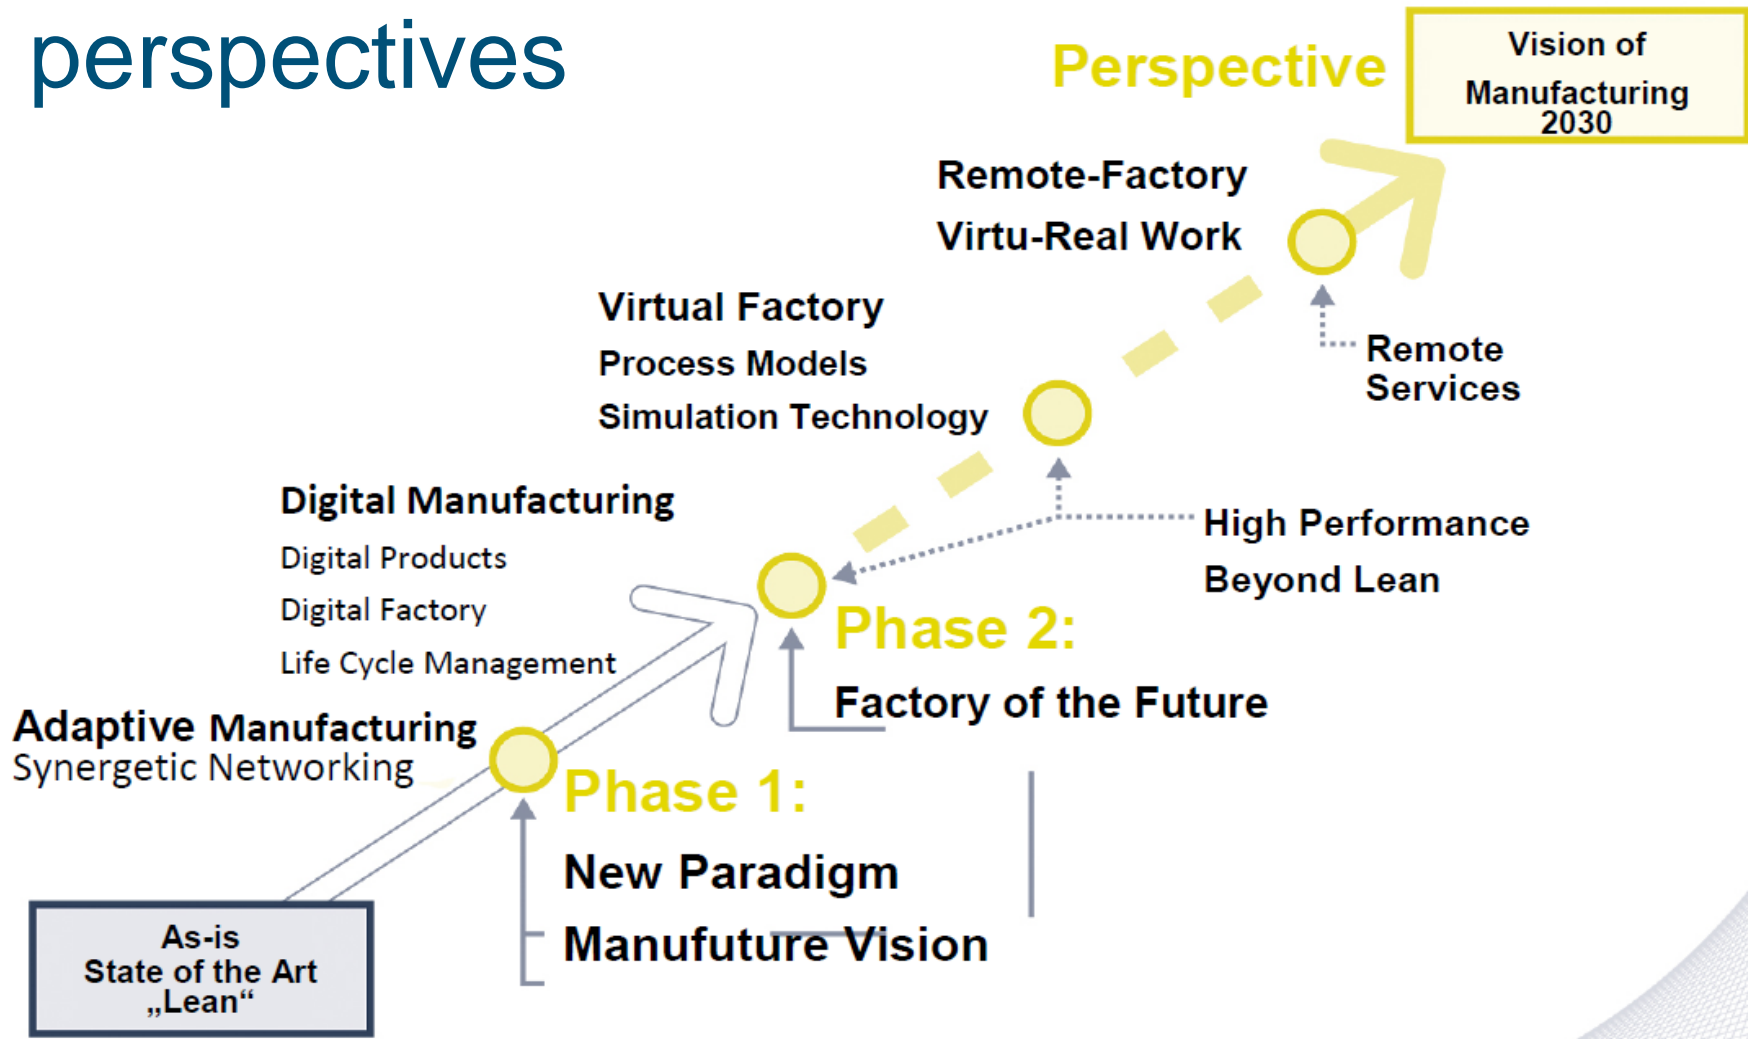 perspectives
Perspective
Vision of
Manufacturing
2030
Remote-Factory
Virtu-Real Work
Remote
Services
Virtual Factory
Process Models
Simulation Technology
High Performance
Beyond Lean
Digital Manufacturing
Digital Products
Digital Factory
Life Cycle Management
Phase 2:
Factory of the Future
Adaptive Manufacturing
Synergetic Networking
Phase 1:
New Paradigm
Manufuture Vision
As-is
State of the Art
„Lean“